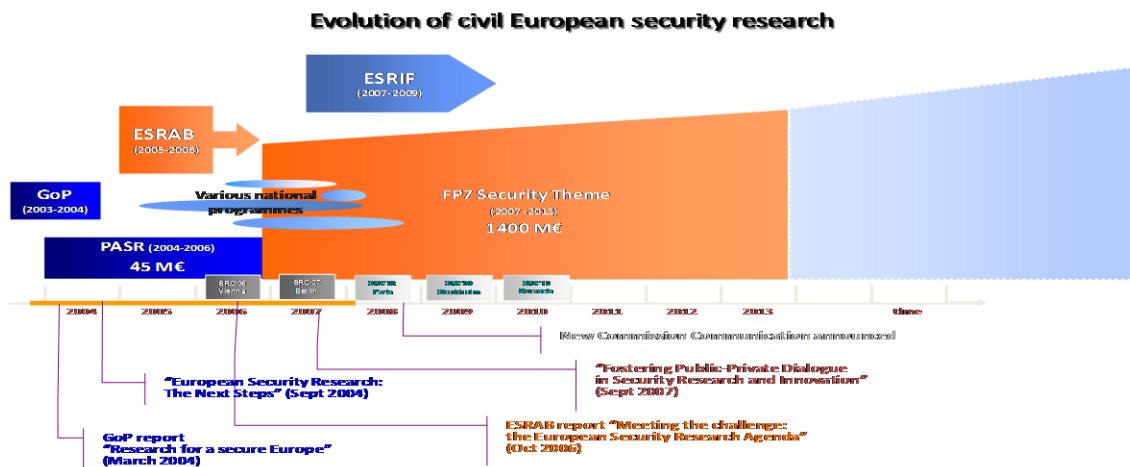 Evolution of civil European security research
ESRIF
(2007-2009)
ESRAB
(2005-2006)
GoP
(2003-2004)
Various national
programmes
FP7 Security Theme
(2007-2013)
1400 M€
PASR (2004-2006)
45 M€
SRC'06
Vienna
SRC'07
Berlin
Paris
Stockholm
2004
2005
2006
2007
2008
2009
2010
2011
2012
2013
time
New Commission Communication announced
"Fostering Public-Private Dialogue
in Security Research and Innovation"
(Sept 2007)
"European Security Research:
The Next Steps" (Sept 2004)
ESRAB report "Meeting the challenge:
the European Security Research Agenda"
(Oct 2006)
GoP report
"Research for a secure Europe"
(March 2004)